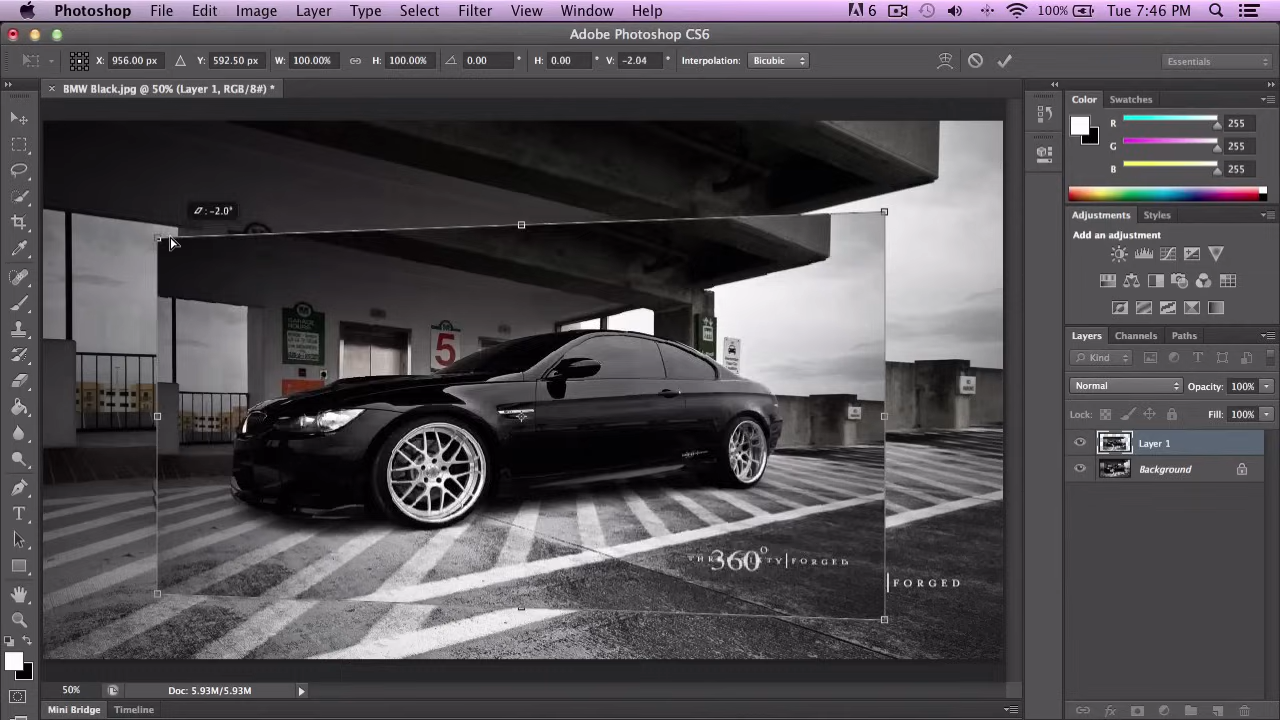 Photoshop File Edit Image Layer Type Select Filter View Window Help 6 100% Tue 7:46 PM
Adobe Photoshop CS6
X: 956.00 px Y: 592.50 px W: 100.00% H: 100.00% 0.00 ° H: 0.00 ° V: -2.04 ° Interpolation: Bicubic Essentials
× BMW Black.jpg @ 50% (Layer 1, RGB/8#) *
Color Swatches
R 255
G 255
B 255
: -2.0°
Adjustments Styles
Add an adjustment
GARAGE
HOURS
5
Layers Channels Paths
Kind
Normal Opacity: 100%
Lock: Fill: 100%
Layer 1
Background
360° THREE SIXTY|FORGED
|FORGED
50% Doc: 5.93M/5.93M
Mini Bridge Timeline